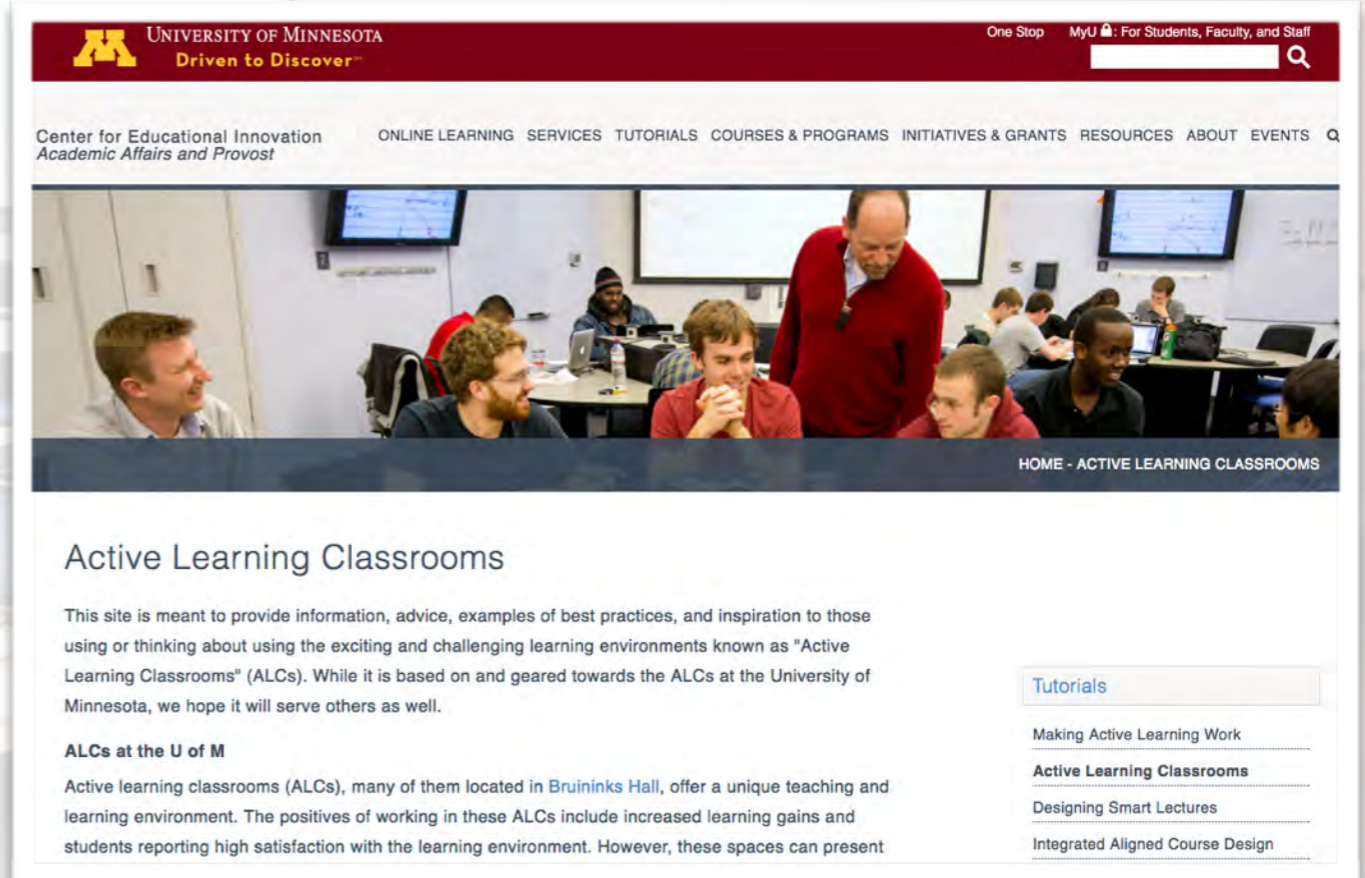 UNIVERSITY OF MINNESOTA
Driven to Discover
One Stop MyU : For Students, Faculty, and Staff
Center for Educational Innovation
Academic Affairs and Provost
ONLINE LEARNING SERVICES TUTORIALS COURSES & PROGRAMS INITIATIVES & GRANTS RESOURCES ABOUT EVENTS
HOME - ACTIVE LEARNING CLASSROOMS
Active Learning Classrooms
This site is meant to provide information, advice, examples of best practices, and inspiration to those
using or thinking about using the exciting and challenging learning environments known as "Active
Learning Classrooms" (ALCs). While it is based on and geared towards the ALCs at the University of
Minnesota, we hope it will serve others as well.
ALCs at the U of M
Active learning classrooms (ALCs), many of them located in Bruininks Hall, offer a unique teaching and
learning environment. The positives of working in these ALCs include increased learning gains and
students reporting high satisfaction with the learning environment. However, these spaces can present
Tutorials
Making Active Learning Work
Active Learning Classrooms
Designing Smart Lectures
Integrated Aligned Course Design